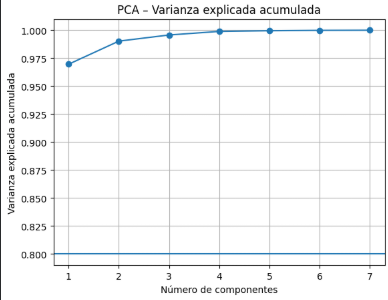 PCA – Varianza explicada acumulada
Varianza explicada acumulada
1.000
0.975
0.950
0.925
0.900
0.875
0.850
0.825
0.800
1 2 3 4 5 6 7
Número de componentes